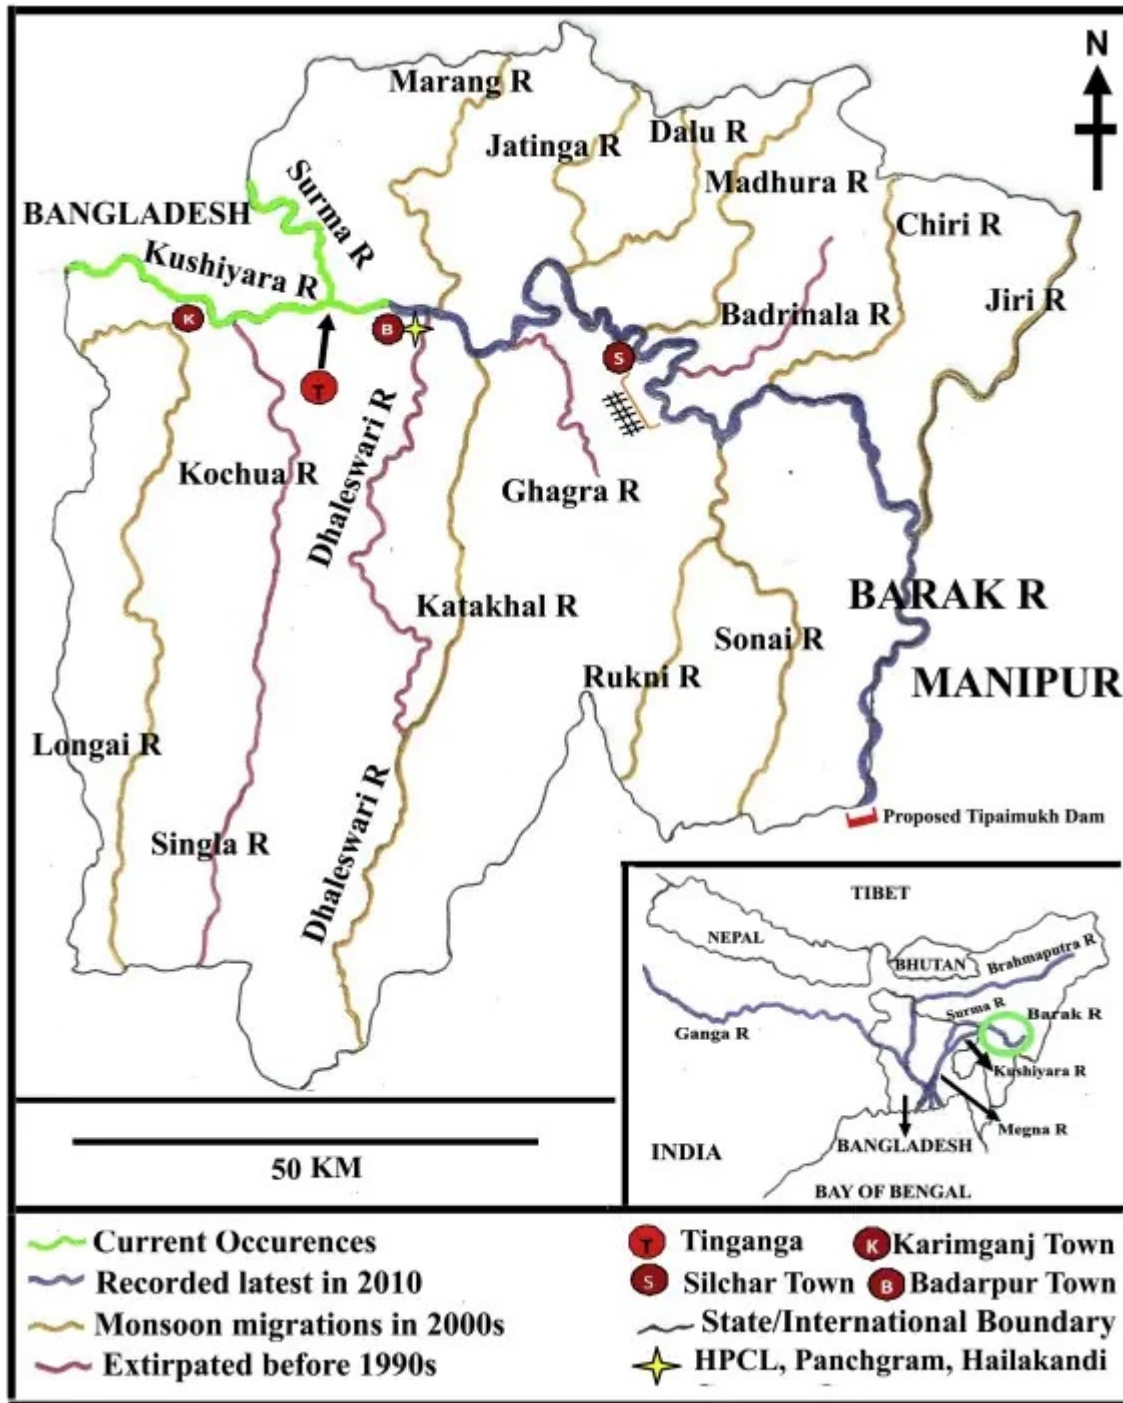 N
Marang R
Jatinga R
Dalu R
Madhura R
Surma R
BANGLADESH
Kushiyara R
Chiri R
Jiri R
Badrinala R
K
B
S
T
Dhaleswari R
Kochua R
Ghagra R
BARAK R
Katakhal R
Sonai R
Rukni R
MANIPUR
Longai R
Dhaleswari R
Singla R
Proposed Tipaimukh Dam
TIBET
NEPAL
BHUTAN
Brahmaputra R
Surma R
Barak R
Ganga R
Kushiyara R
Megna R
INDIA
BANGLADESH
BAY OF BENGAL
50 KM
Current Occurences
Recorded latest in 2010
Monsoon migrations in 2000s
Extirpated before 1990s
T Tinganga
K Karimganj Town
S Silchar Town
B Badarpur Town
State/International Boundary
HPCL, Panchgram, Hailakandi